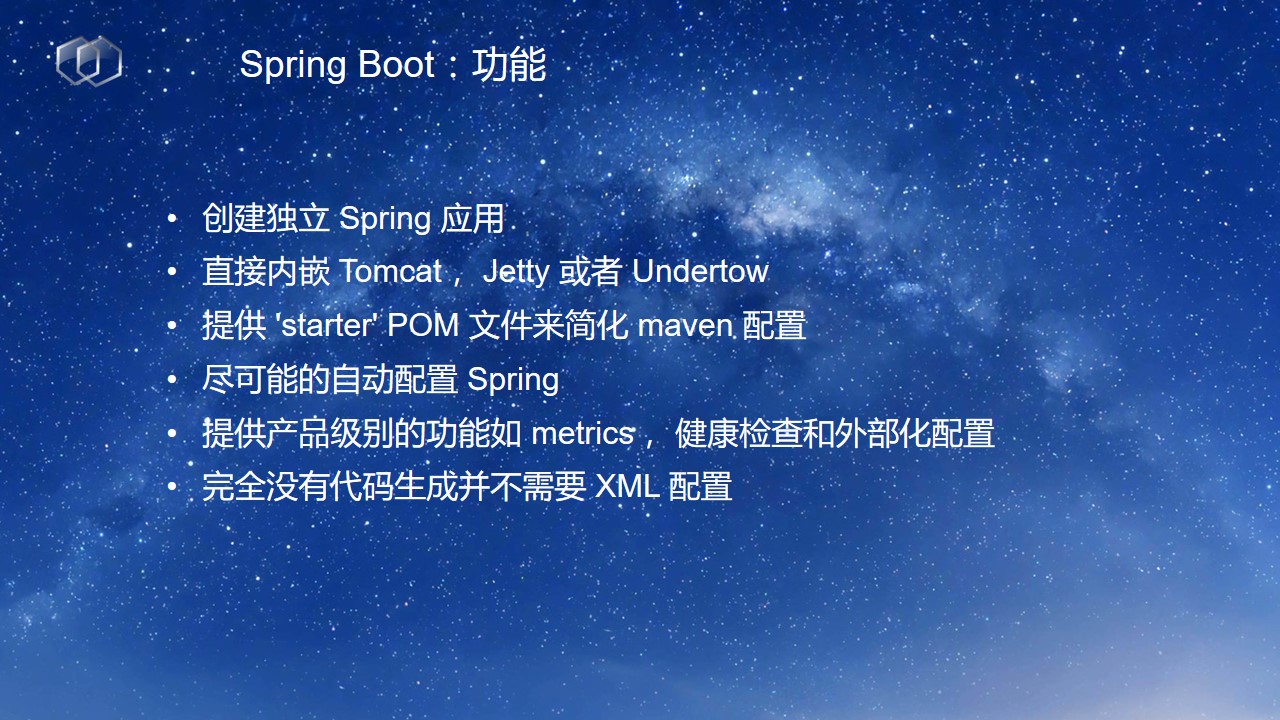 Spring Boot：功能
• 创建独立 Spring 应用
• 直接内嵌 Tomcat， Jetty 或者 Undertow
• 提供 'starter' POM 文件来简化 maven 配置
• 尽可能的自动配置 Spring
• 提供产品级别的功能如 metrics， 健康检查和外部化配置
• 完全没有代码生成并不需要 XML 配置